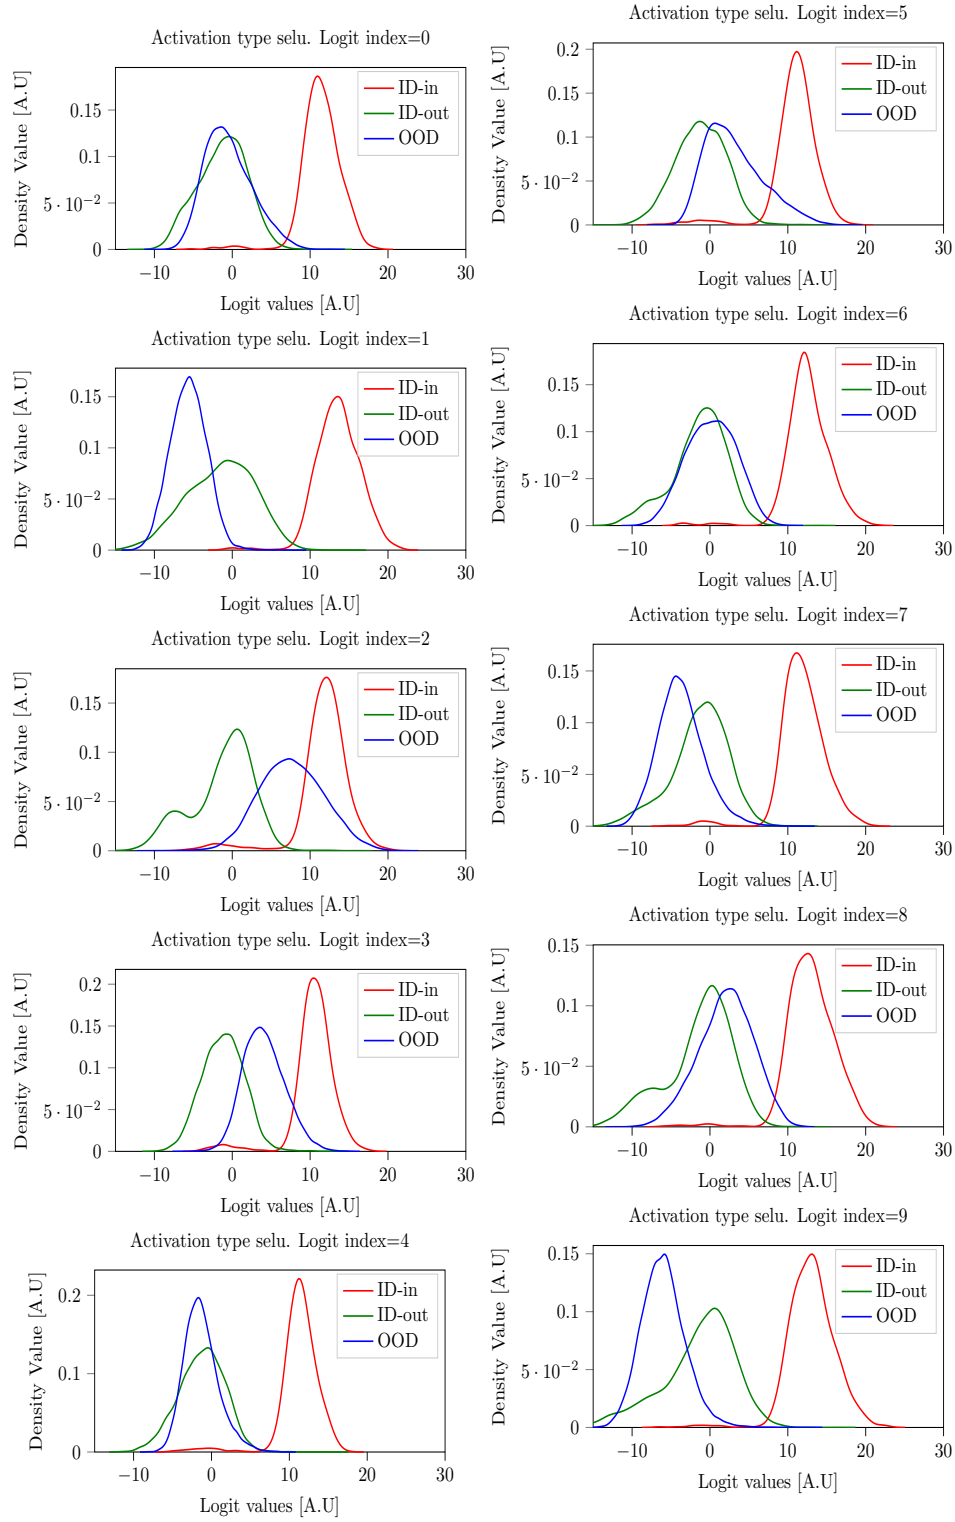 Activation type selu. Logit index=0
Density Value [A.U]
0.15
0.1
5 · 10−2
0
ID-in
ID-out
OOD
−10 0 10 20 30
Logit values [A.U]
Activation type selu. Logit index=1
Density Value [A.U]
0.15
0.1
5 · 10−2
0
ID-in
ID-out
OOD
−10 0 10 20 30
Logit values [A.U]
Activation type selu. Logit index=2
Density Value [A.U]
0.15
0.1
5 · 10−2
0
ID-in
ID-out
OOD
−10 0 10 20 30
Logit values [A.U]
Activation type selu. Logit index=3
Density Value [A.U]
0.2
0.15
0.1
5 · 10−2
0
ID-in
ID-out
OOD
−10 0 10 20 30
Logit values [A.U]
Activation type selu. Logit index=4
Density Value [A.U]
0.2
0.1
0
ID-in
ID-out
OOD
−10 0 10 20 30
Logit values [A.U]
Activation type selu. Logit index=5
Density Value [A.U]
0.2
0.15
0.1
5 · 10−2
0
ID-in
ID-out
OOD
−10 0 10 20 30
Logit values [A.U]
Activation type selu. Logit index=6
Density Value [A.U]
0.15
0.1
5 · 10−2
0
ID-in
ID-out
OOD
−10 0 10 20 30
Logit values [A.U]
Activation type selu. Logit index=7
Density Value [A.U]
0.15
0.1
5 · 10−2
0
ID-in
ID-out
OOD
−10 0 10 20 30
Logit values [A.U]
Activation type selu. Logit index=8
Density Value [A.U]
0.15
0.1
5 · 10−2
0
ID-in
ID-out
OOD
−10 0 10 20 30
Logit values [A.U]
Activation type selu. Logit index=9
Density Value [A.U]
0.15
0.1
5 · 10−2
0
ID-in
ID-out
OOD
−10 0 10 20 30
Logit values [A.U]